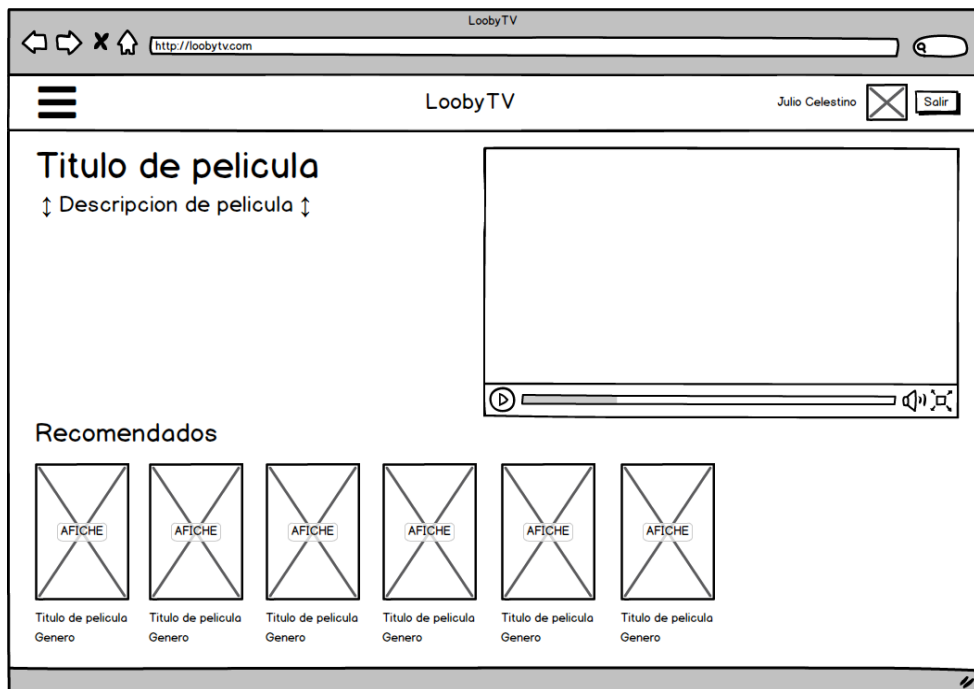 LoobyTV
http://loobytv.com
LoobyTV
Julio Celestino
Salir
Titulo de pelicula
↕ Descripcion de pelicula ↕
Recomendados
AFICHE AFICHE AFICHE AFICHE AFICHE AFICHE
Titulo de pelicula Titulo de pelicula Titulo de pelicula Titulo de pelicula Titulo de pelicula Titulo de pelicula
Genero Genero Genero Genero Genero Genero